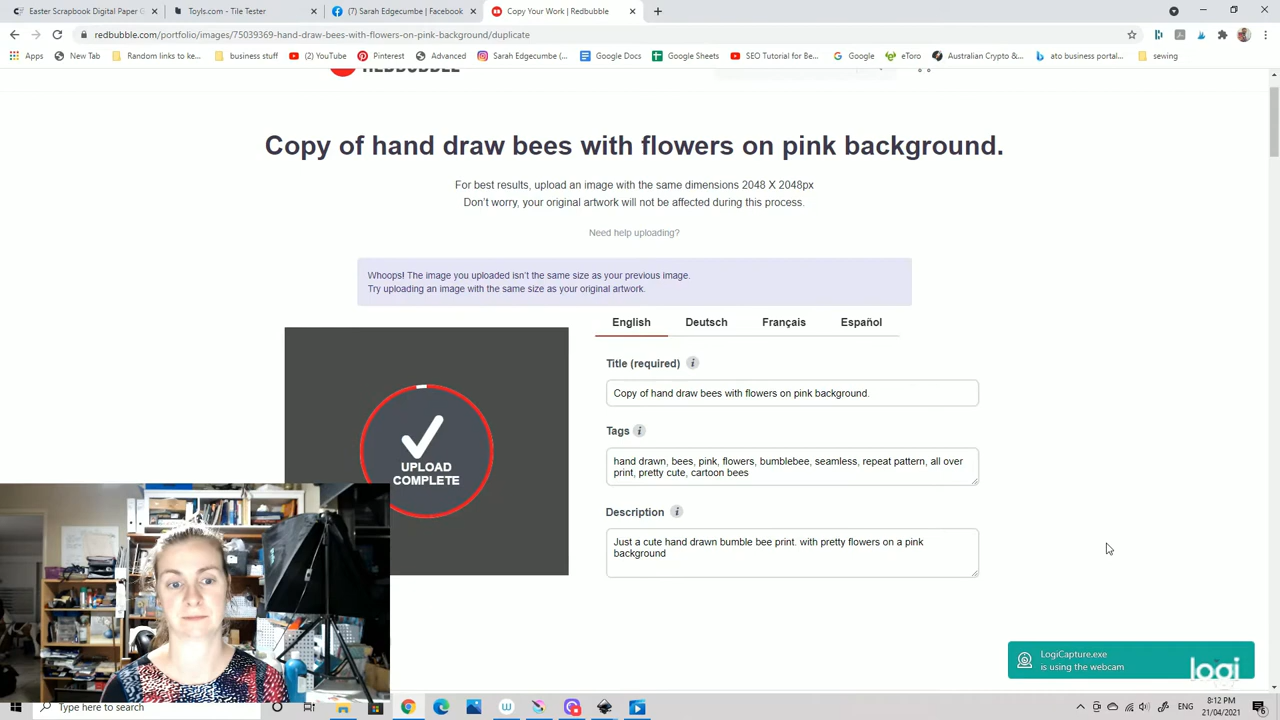 Easter Scrapbook Digital Paper G
Toyls.com - Tile Tester
(7) Sarah Edgecumbe | Facebook
Copy Your Work | Redbubble
redbubble.com/portfolio/images/75039369-hand-draw-bees-with-flowers-on-pink-background/duplicate
Apps
New Tab
Random links to ke...
business stuff
(2) YouTube
Pinterest
Advanced
Sarah Edgecumbe (...
Google Docs
Google Sheets
SEO Tutorial for Be...
Google
eToro
Australian Crypto &...
ato business portal...
sewing
REDBUBBLE
Copy of hand draw bees with flowers on pink background.
For best results, upload an image with the same dimensions 2048 X 2048px
Don't worry, your original artwork will not be affected during this process.
Need help uploading?
Whoops! The image you uploaded isn't the same size as your previous image.
Try uploading an image with the same size as your original artwork.
English
Deutsch
Français
Español
UPLOAD
COMPLETE
Title (required)
Copy of hand draw bees with flowers on pink background.
Tags
hand drawn, bees, pink, flowers, bumblebee, seamless, repeat pattern, all over
print, pretty cute, cartoon bees
Description
Just a cute hand drawn bumble bee print. with pretty flowers on a pink
background
LogiCapture.exe
is using the webcam
logi
Type here to search
ENG
8:12 PM
21/04/2021